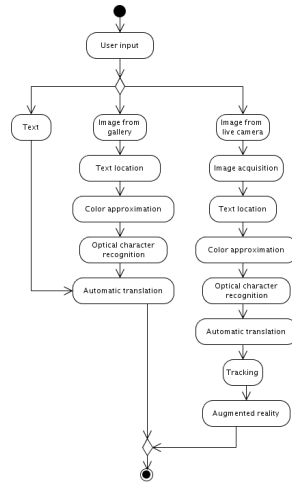 User input
Text
Image from
gallery
Image from
live camera
Text location
Image acquisition
Color approximation
Text location
Optical character
recognition
Color approximation
Automatic translation
Optical character
recognition
Automatic translation
Tracking
Augmented reality